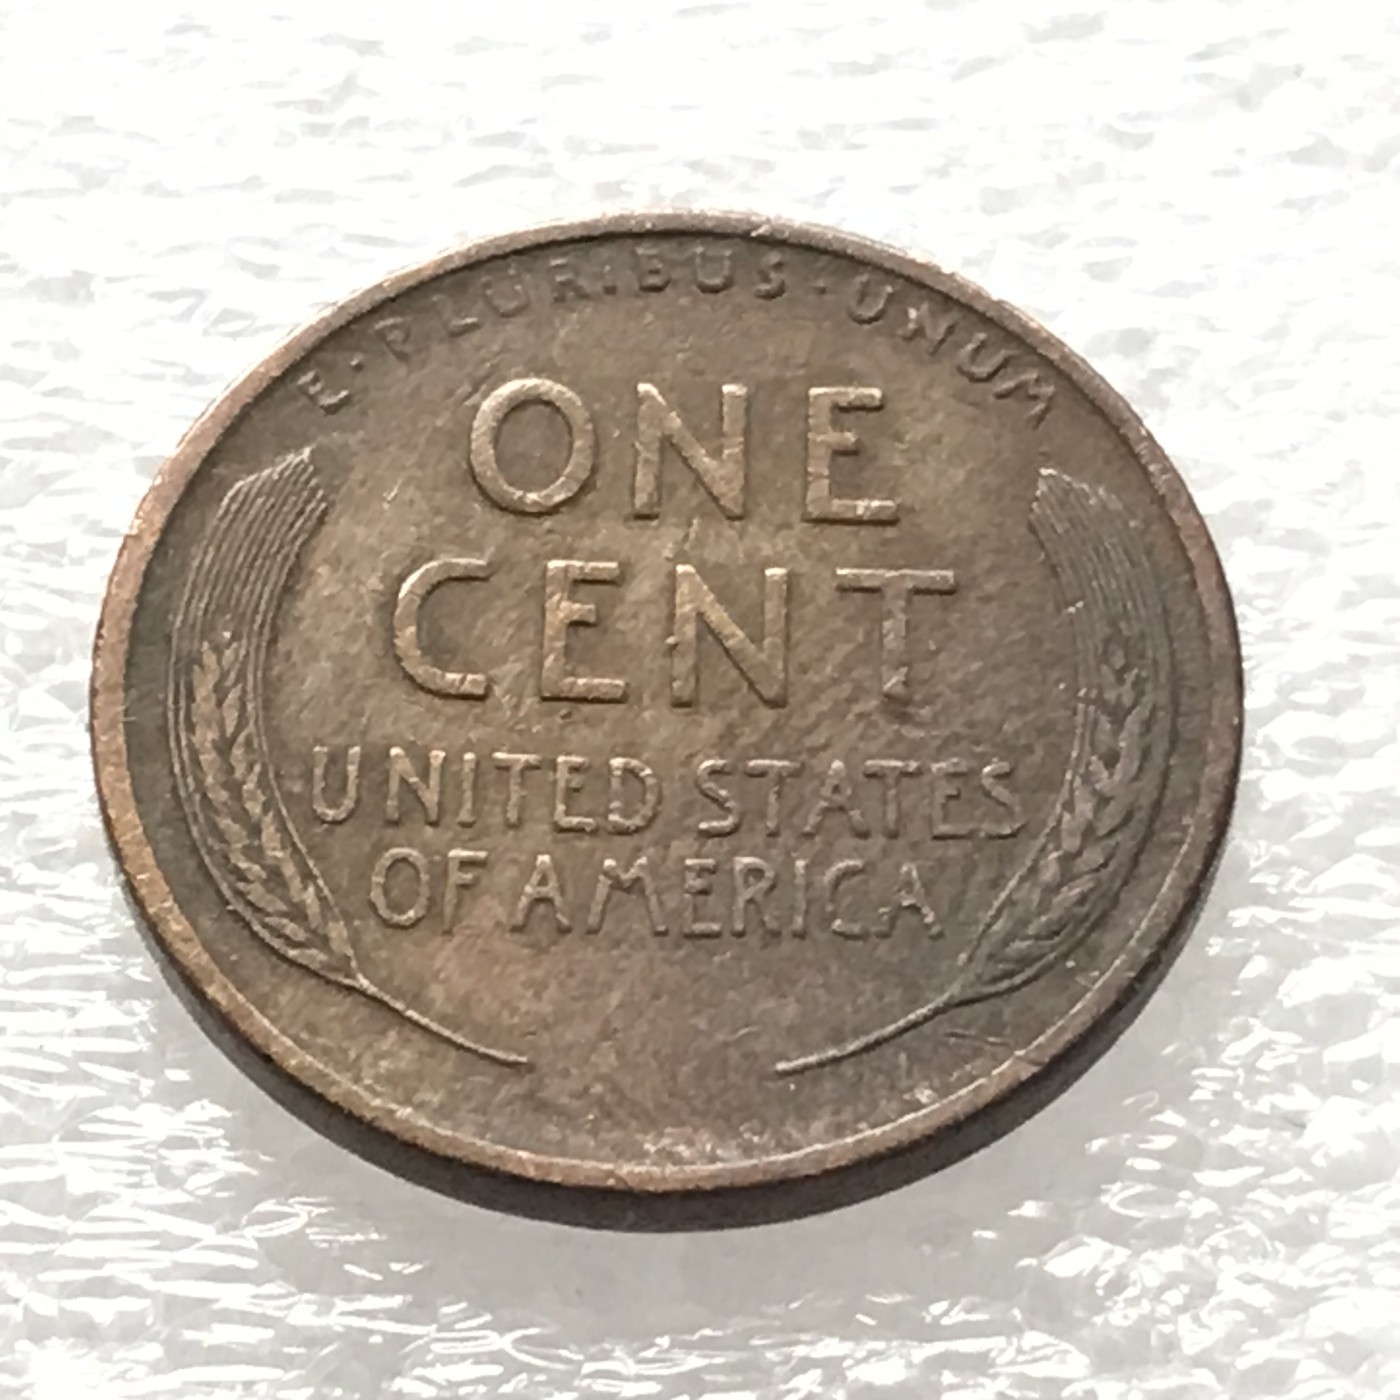 E·PLURIBUS·UNUM
ONE
CENT
UNITED STATES
OF AMERICA